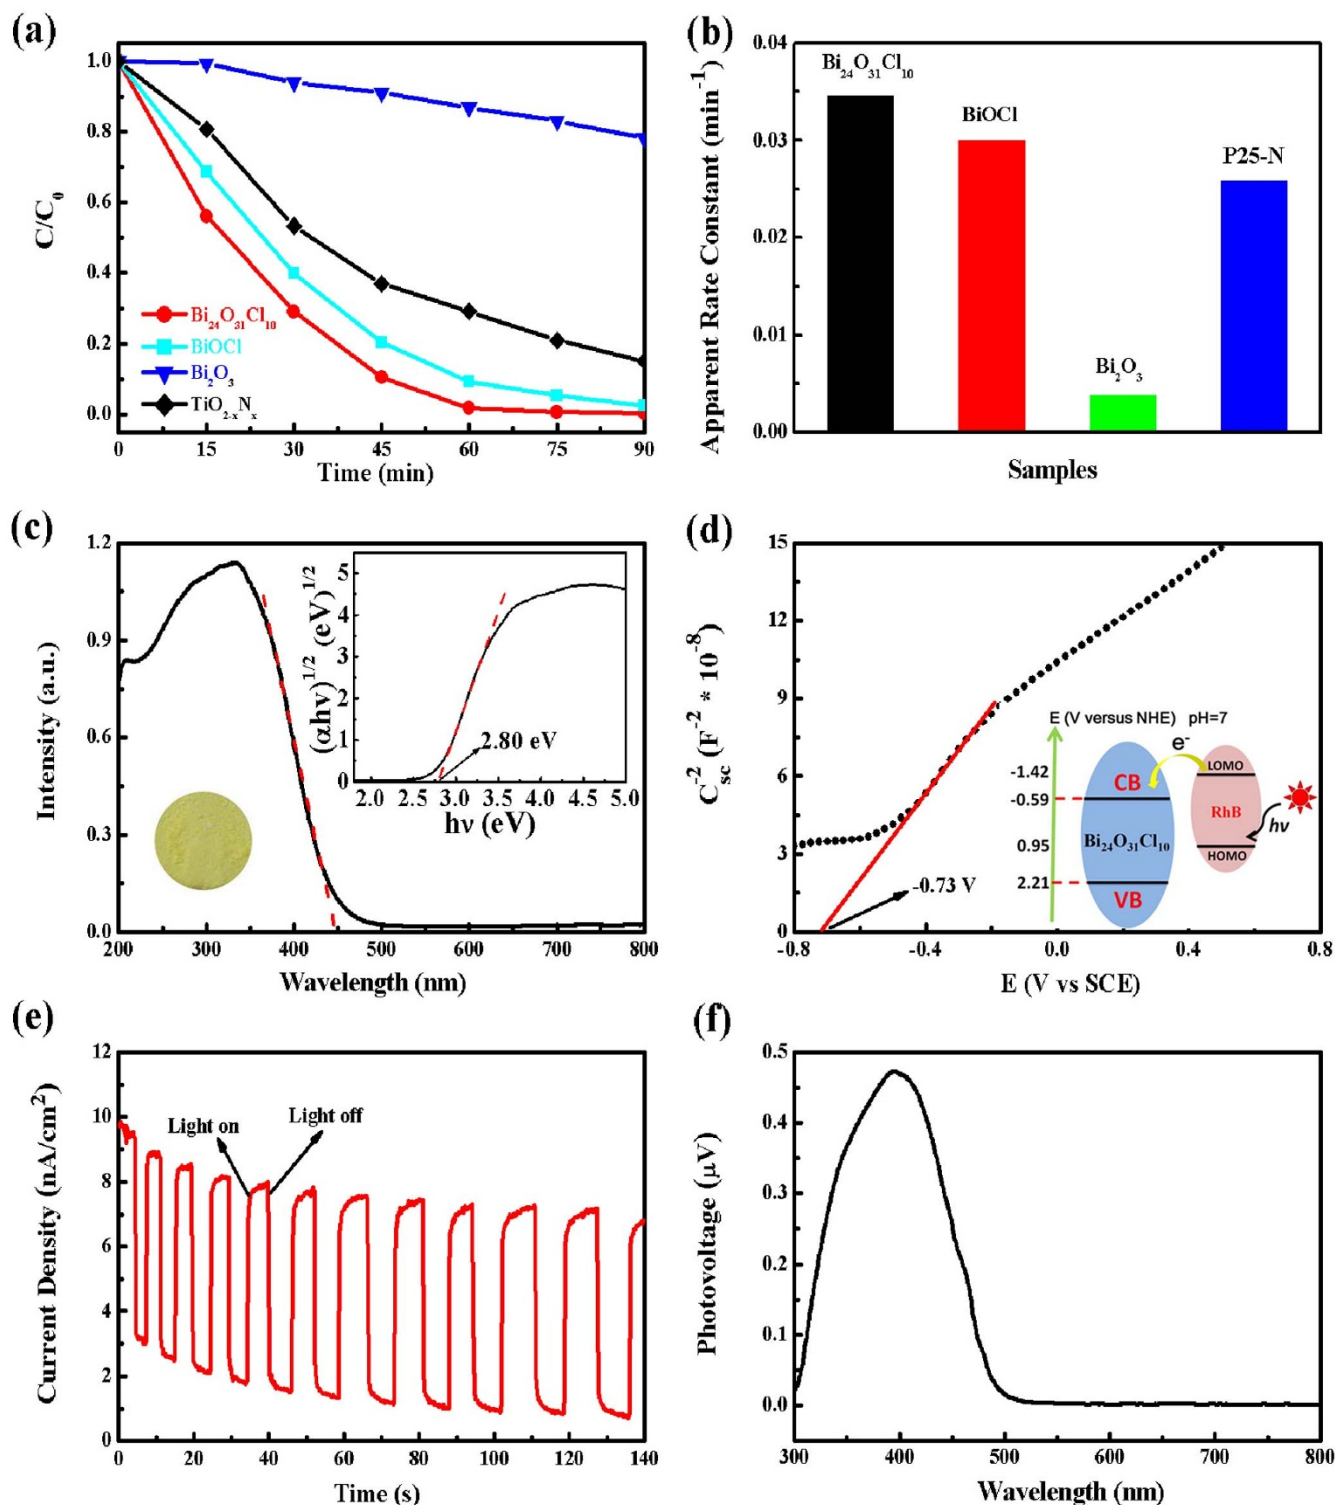 (a)
1.0
0.8
0.6
0.4
0.2
0.0
C/C₀
Bi₂₄O₃₁Cl₁₀
BiOCl
Bi₂O₃
TiO₂₋ₓNₓ
0 15 30 45 60 75 90
Time (min)
(b)
0.04
0.03
0.02
0.01
0.00
Apparent Rate Constant (min⁻¹)
Bi₂₄O₃₁Cl₁₀
BiOCl
Bi₂O₃
P25-N
Samples
(c)
1.2
0.9
0.6
0.3
0.0
Intensity (a.u.)
200 300 400 500 600 700 800
Wavelength (nm)
5
4
3
2
1
0
(αhν)^1/2 (eV)^1/2
2.80 eV
2.0 2.5 3.0 3.5 4.0 4.5 5.0
hν (eV)
(d)
15
12
9
6
3
0
C_sc^-2 (F^-2 * 10^-8)
-0.73 V
E (V versus NHE) pH=7
-1.42
-0.59
0.95
2.21
e⁻
CB
Bi₂₄O₃₁Cl₁₀
VB
LOMO
RhB
HOMO
hν
-0.8 -0.4 0.0 0.4 0.8
E (V vs SCE)
(e)
12
10
8
6
4
2
0
Current Density (nA/cm²)
Light on
Light off
0 20 40 60 80 100 120 140
Time (s)
(f)
0.5
0.4
0.3
0.2
0.1
0.0
Photovoltage (μV)
300 400 500 600 700 800
Wavelength (nm)